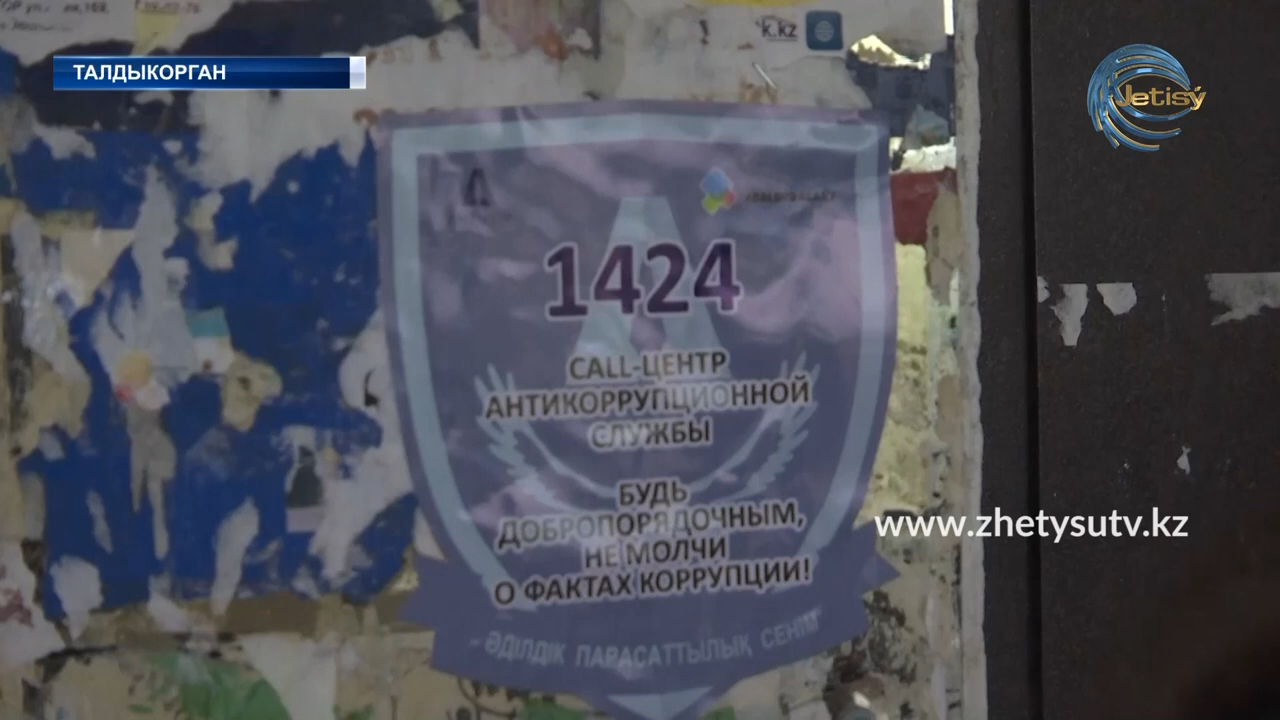 k.kz
ТАЛДЫКОРГАН
Jetisý
1424
CALL-ЦЕНТР
АНТИКОРРУПЦИОННОЙ
СЛУЖБЫ
БУДЬ
ДОБРОПОРЯДОЧНЫМ,
НЕ МОЛЧИ
О ФАКТАХ КОРРУПЦИИ!
www.zhetysutv.kz
ӘДІЛДІК ПАРАСАТТЫЛЫҚ СЕНІМ